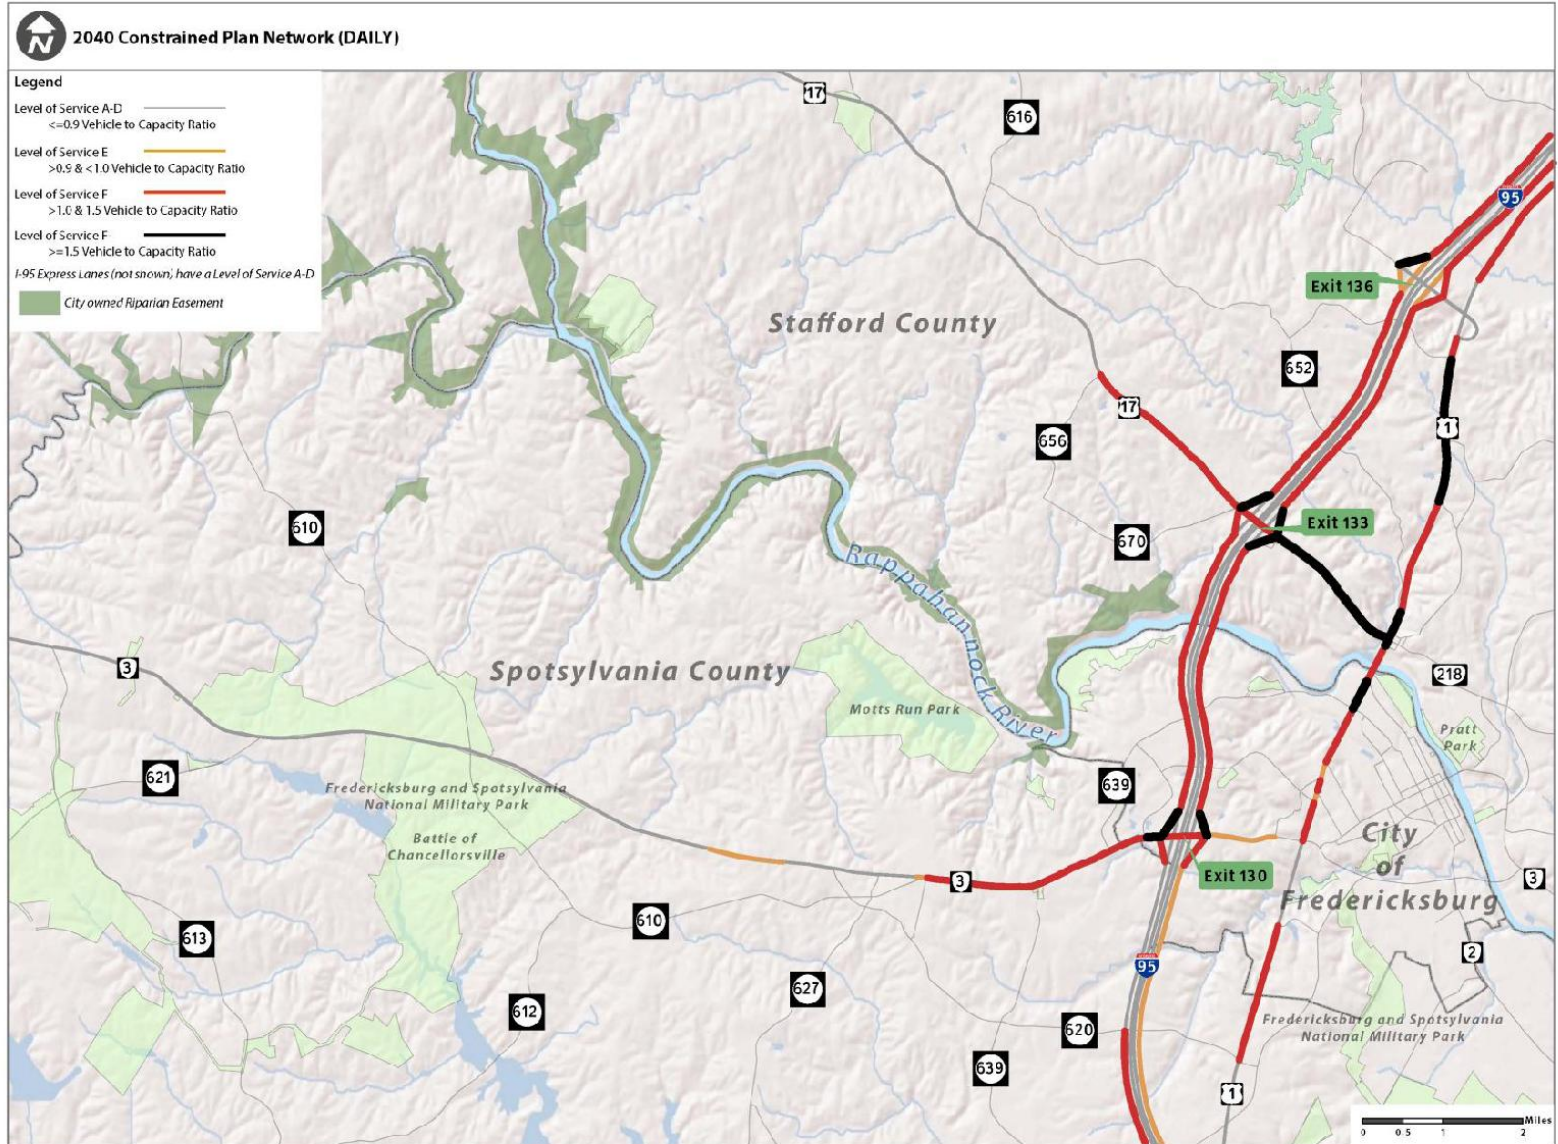 N
2040 Constrained Plan Network (DAILY)
Legend
Level of Service A-D
<=0.9 Vehicle to Capacity Ratio
Level of Service E
>0.9 & <1.0 Vehicle to Capacity Ratio
Level of Service F
>1.0 & 1.5 Vehicle to Capacity Ratio
Level of Service F
>=1.5 Vehicle to Capacity Ratio
I-95 Express Lanes (not shown) have a Level of Service A-D
City owned Riparian Easement
17
616
95
Exit 136
Stafford County
652
17
1
656
610
Exit 133
670
Rappahannock River
3
Spotsylvania County
218
Motts Run Park
Pratt
Park
621
Fredericksburg and Spotsylvania
National Military Park
639
Battle of
Chancellorsville
City
of
Fredericksburg
Exit 130
3
3
610
613
2
95
627
612
620
Fredericksburg and Spotsylvania
National Military Park
639
1
Miles
0 0.5 1 2